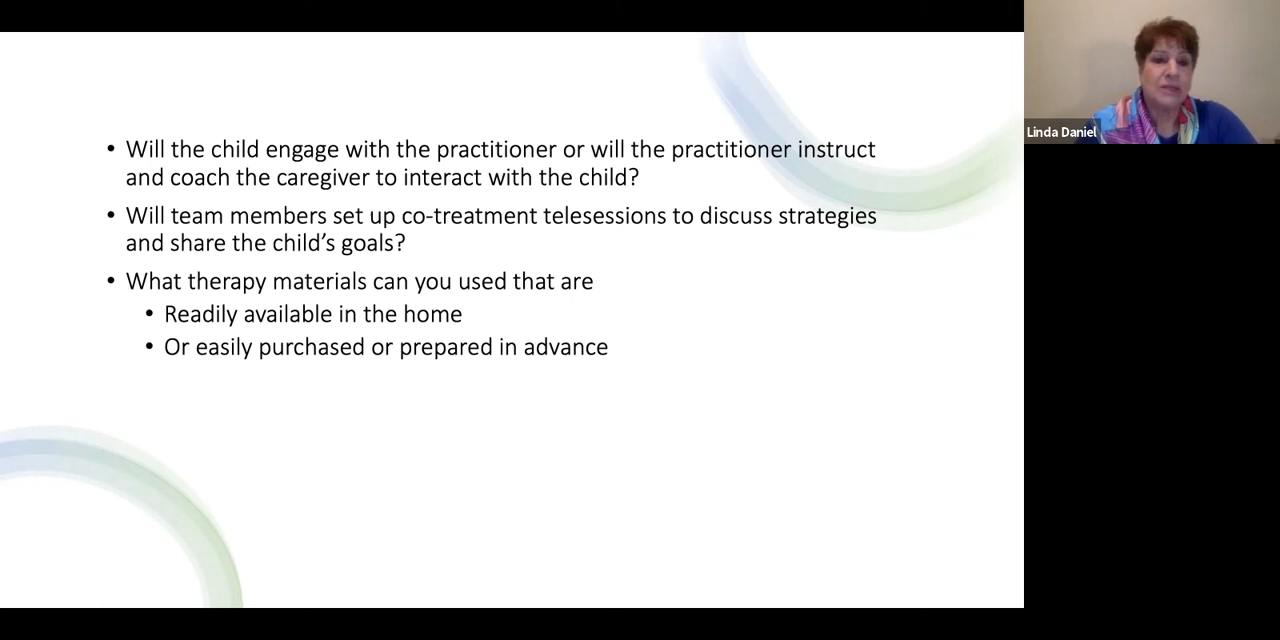 • Will the child engage with the practitioner or will the practitioner instruct
and coach the caregiver to interact with the child?
• Will team members set up co-treatment telesessions to discuss strategies
and share the child’s goals?
• What therapy materials can you used that are
• Readily available in the home
• Or easily purchased or prepared in advance
Linda Daniel